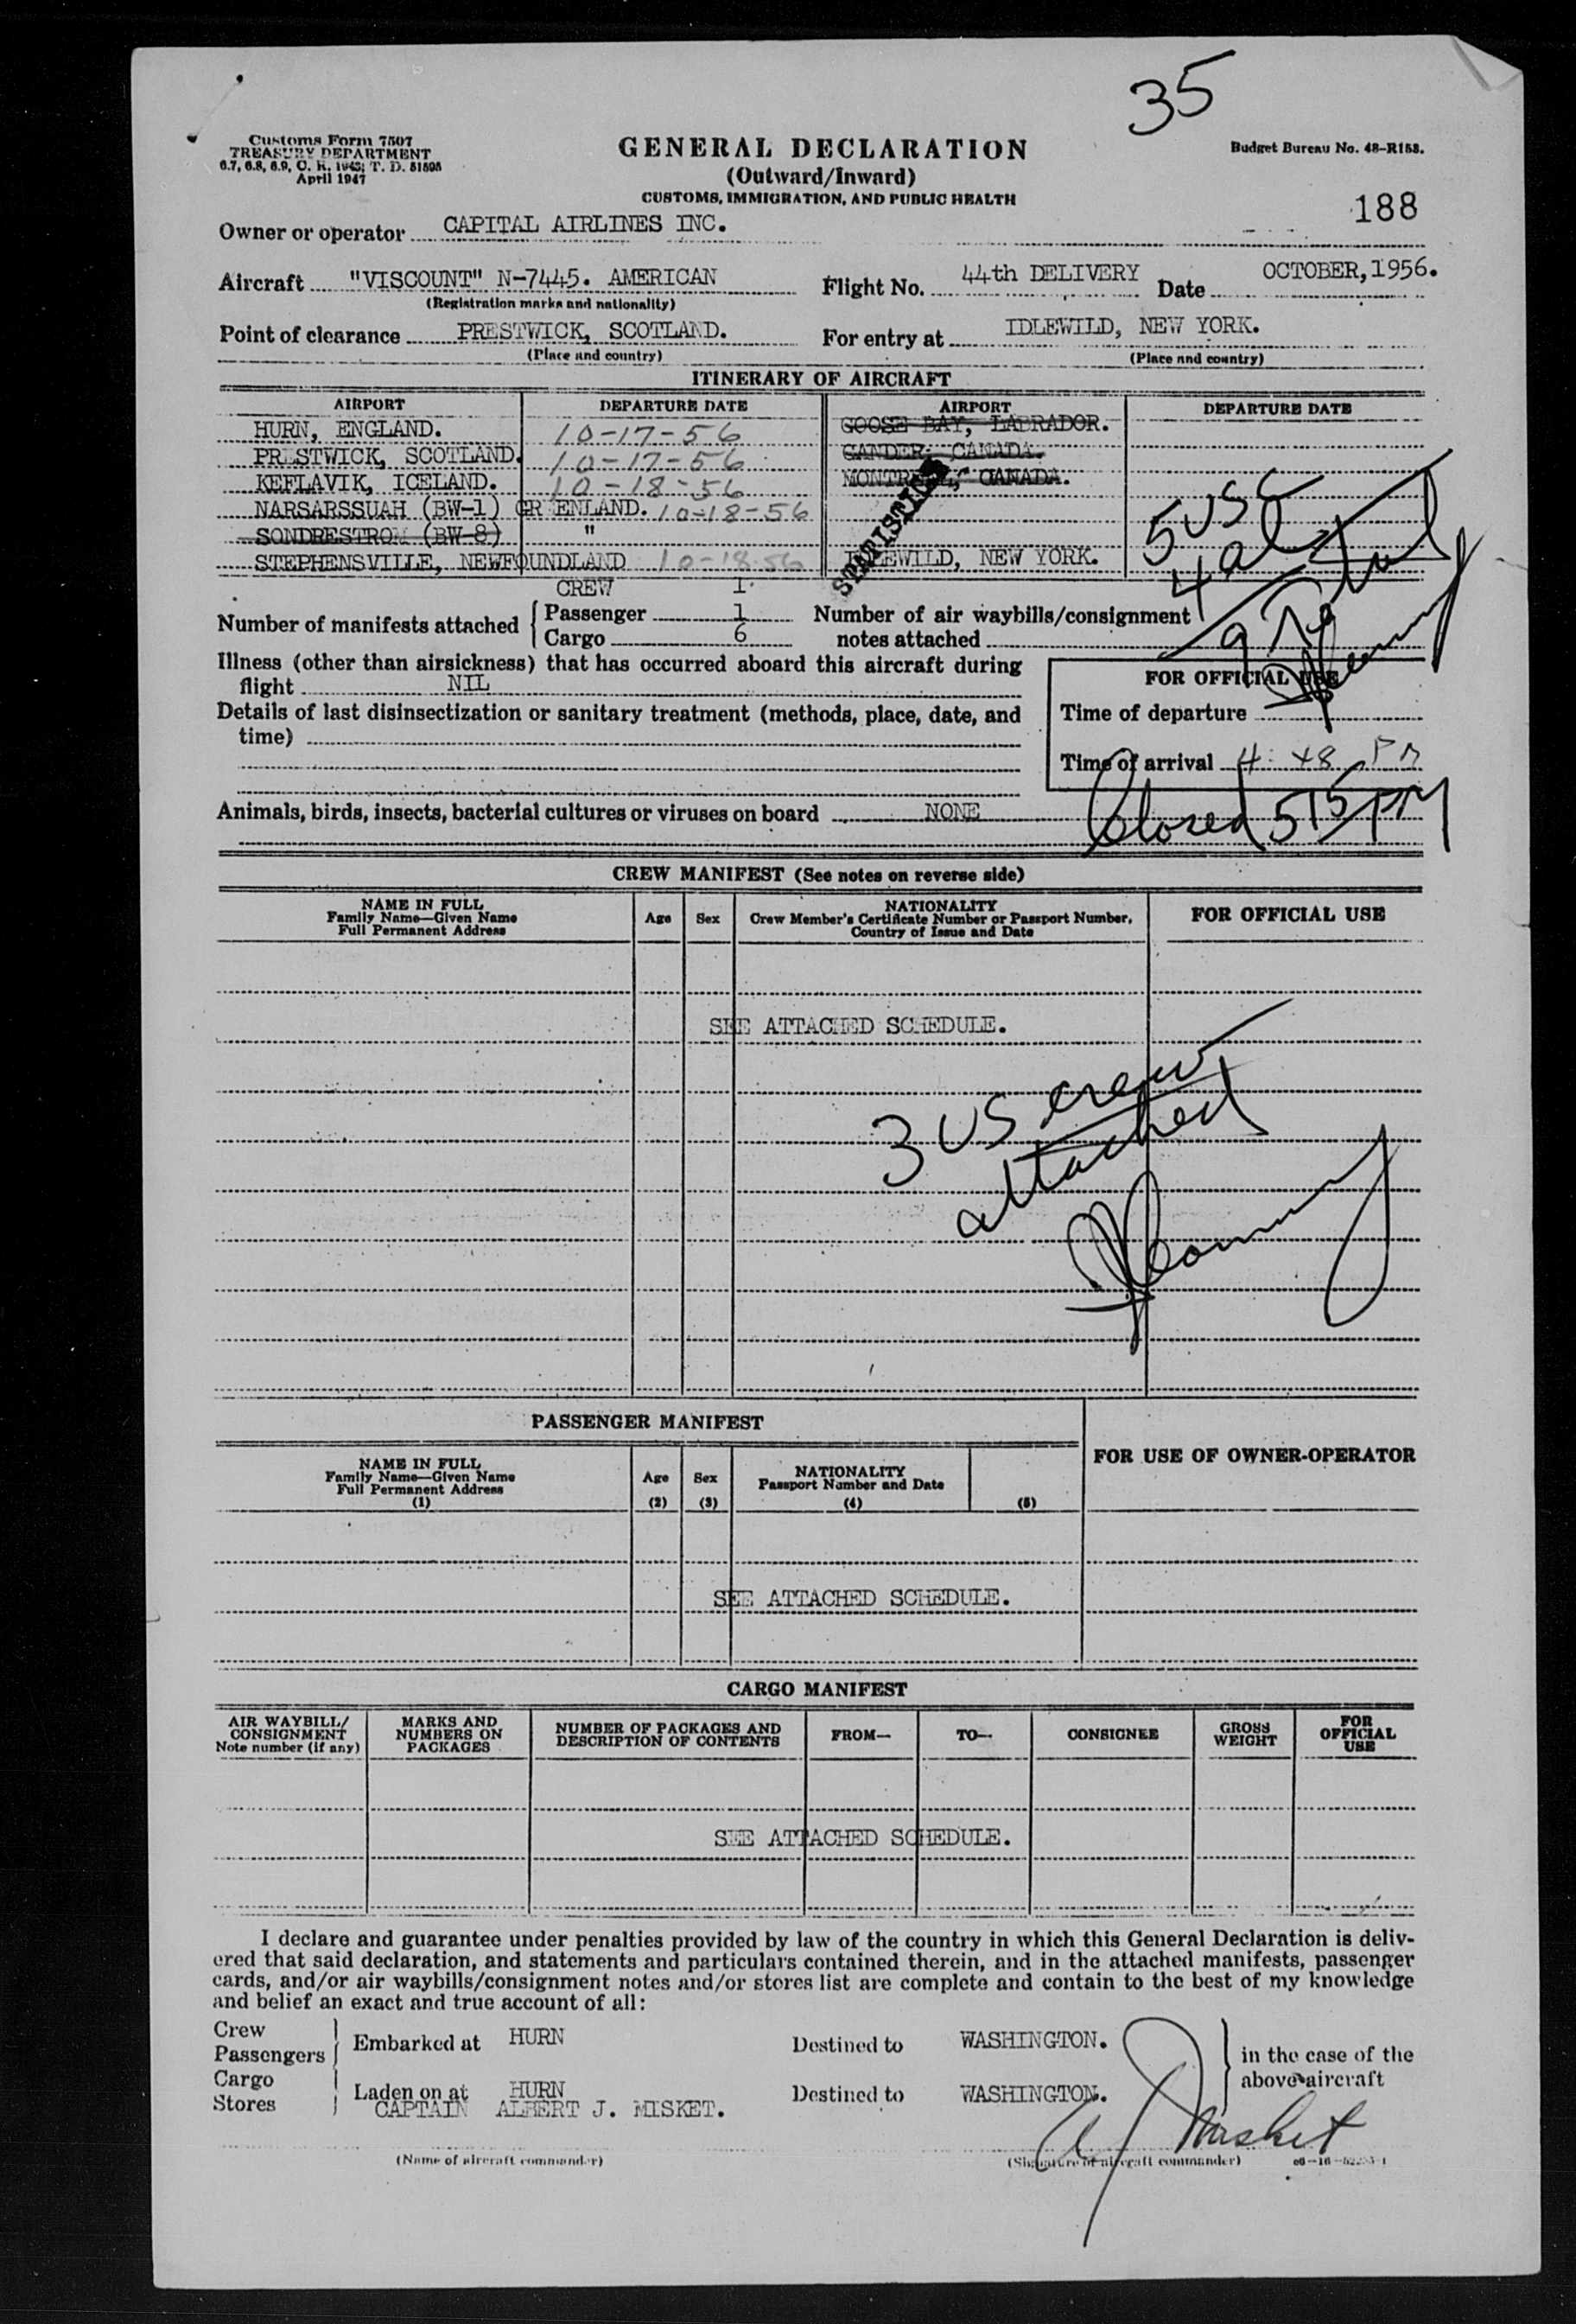 35
Customs Form 7507
TREASURY DEPARTMENT
6.7, 6.8, 6.9, C. R. 1943; T. D. 51595
April 1947
GENERAL DECLARATION
(Outward/Inward)
CUSTOMS, IMMIGRATION, AND PUBLIC HEALTH
Budget Bureau No. 48-R158.
188
Owner or operator CAPITAL AIRLINES INC.
Aircraft "VISCOUNT" N-7445. AMERICAN Flight No. 44th DELIVERY Date OCTOBER, 1956.
(Registration marks and nationality)
Point of clearance PRESTWICK, SCOTLAND. For entry at IDLEWILD, NEW YORK.
(Place and country) (Place and country)
ITINERARY OF AIRCRAFT
AIRPORT DEPARTURE DATE AIRPORT DEPARTURE DATE
HURN, ENGLAND. 10-17-56 GOOSE BAY, LABRADOR.
PRESTWICK, SCOTLAND. 10-17-56 GANDER, CANADA.
KEFLAVIK, ICELAND. 10-18-56 MONTREAL, CANADA.
NARSARSSUAH (BW-1) GREENLAND. 10-18-56
SONDRESTROM (BW-8) "
STEPHENSVILLE, NEWFOUNDLAND 10-18-56 IDLEWILD, NEW YORK.
STATISTICS
5 USC
4 al
9 Total
CREW 1.
Number of manifests attached Passenger 1 Number of air waybills/consignment
Cargo 6 notes attached
Illness (other than airsickness) that has occurred aboard this aircraft during
flight NIL
FOR OFFICIAL USE
Details of last disinsectization or sanitary treatment (methods, place, date, and
time)
Time of departure
Time of arrival 4:48 PM
Closed 515 PM
Animals, birds, insects, bacterial cultures or viruses on board NONE
CREW MANIFEST (See notes on reverse side)
NAME IN FULL
Family Name—Given Name
Full Permanent Address
Age Sex
NATIONALITY
Crew Member's Certificate Number or Passport Number,
Country of Issue and Date
FOR OFFICIAL USE
SEE ATTACHED SCHEDULE.
3 US crew
attached
PASSENGER MANIFEST
FOR USE OF OWNER-OPERATOR
NAME IN FULL
Family Name—Given Name
Full Permanent Address
(1)
Age
(2)
Sex
(3)
NATIONALITY
Passport Number and Date
(4)
(5)
SEE ATTACHED SCHEDULE.
CARGO MANIFEST
AIR WAYBILL/
CONSIGNMENT
Note number (if any)
MARKS AND
NUMBERS ON
PACKAGES
NUMBER OF PACKAGES AND
DESCRIPTION OF CONTENTS
FROM—
TO—
CONSIGNEE
GROSS
WEIGHT
FOR
OFFICIAL
USE
SEE ATTACHED SCHEDULE.
I declare and guarantee under penalties provided by law of the country in which this General Declaration is deliv-
ered that said declaration, and statements and particulars contained therein, and in the attached manifests, passenger
cards, and/or air waybills/consignment notes and/or stores list are complete and contain to the best of my knowledge
and belief an exact and true account of all:
Crew
Passengers Embarked at HURN Destined to WASHINGTON. in the case of the
Cargo above aircraft
Stores Laden on at HURN Destined to WASHINGTON.
CAPTAIN ALBERT J. MISKET.
A J Misket
(Name of aircraft commander) (Signature of aircraft commander)